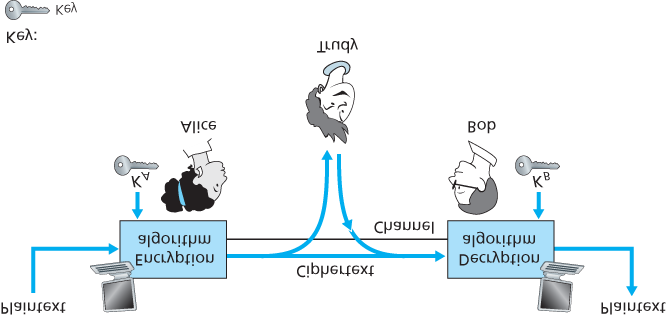 Plaintext
Plaintext
Encryption
algorithm
Ciphertext
Decryption
algorithm
Channel
KA
KB
Alice
Bob
Trudy
Key:
Key